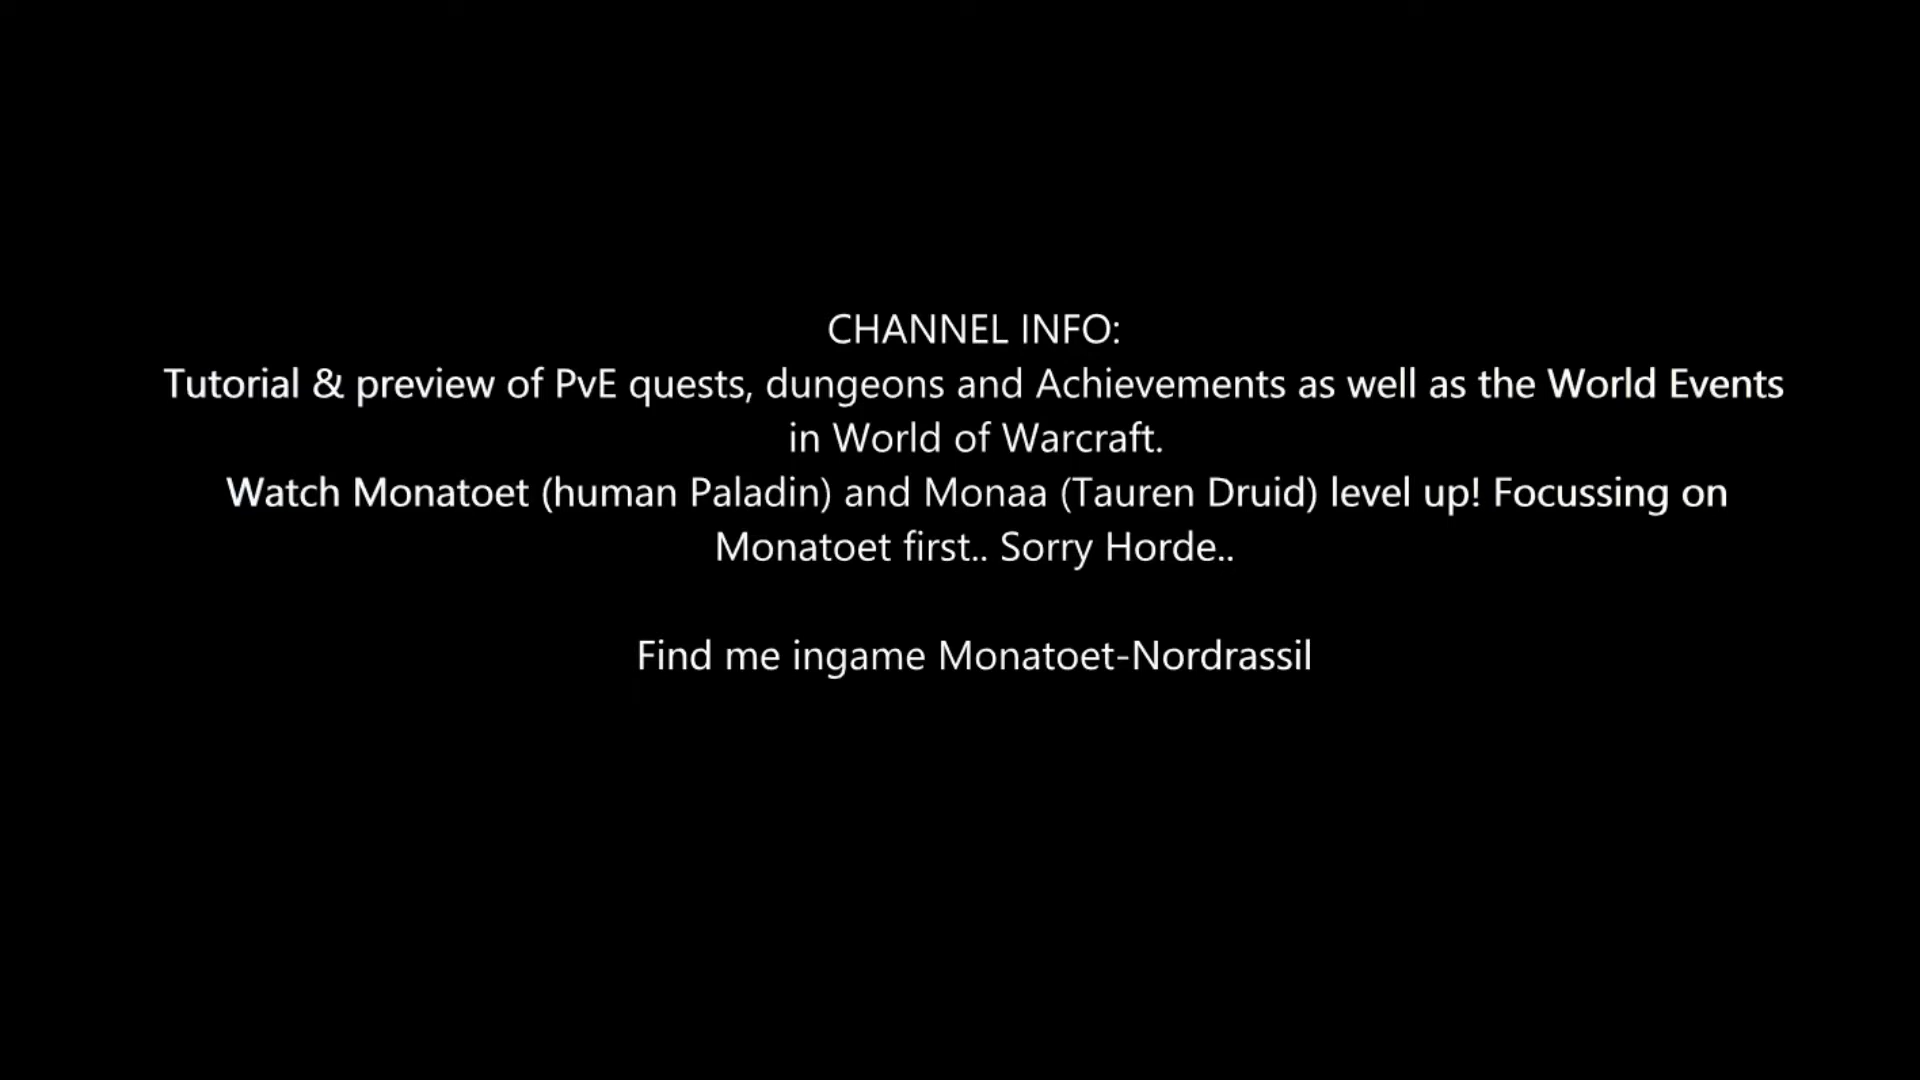 CHANNEL INFO:
Tutorial & preview of PvE quests, dungeons and Achievements as well as the World Events
in World of Warcraft.
Watch Monatoet (human Paladin) and Monaa (Tauren Druid) level up! Focussing on
Monatoet first.. Sorry Horde..
Find me ingame Monatoet-Nordrassil